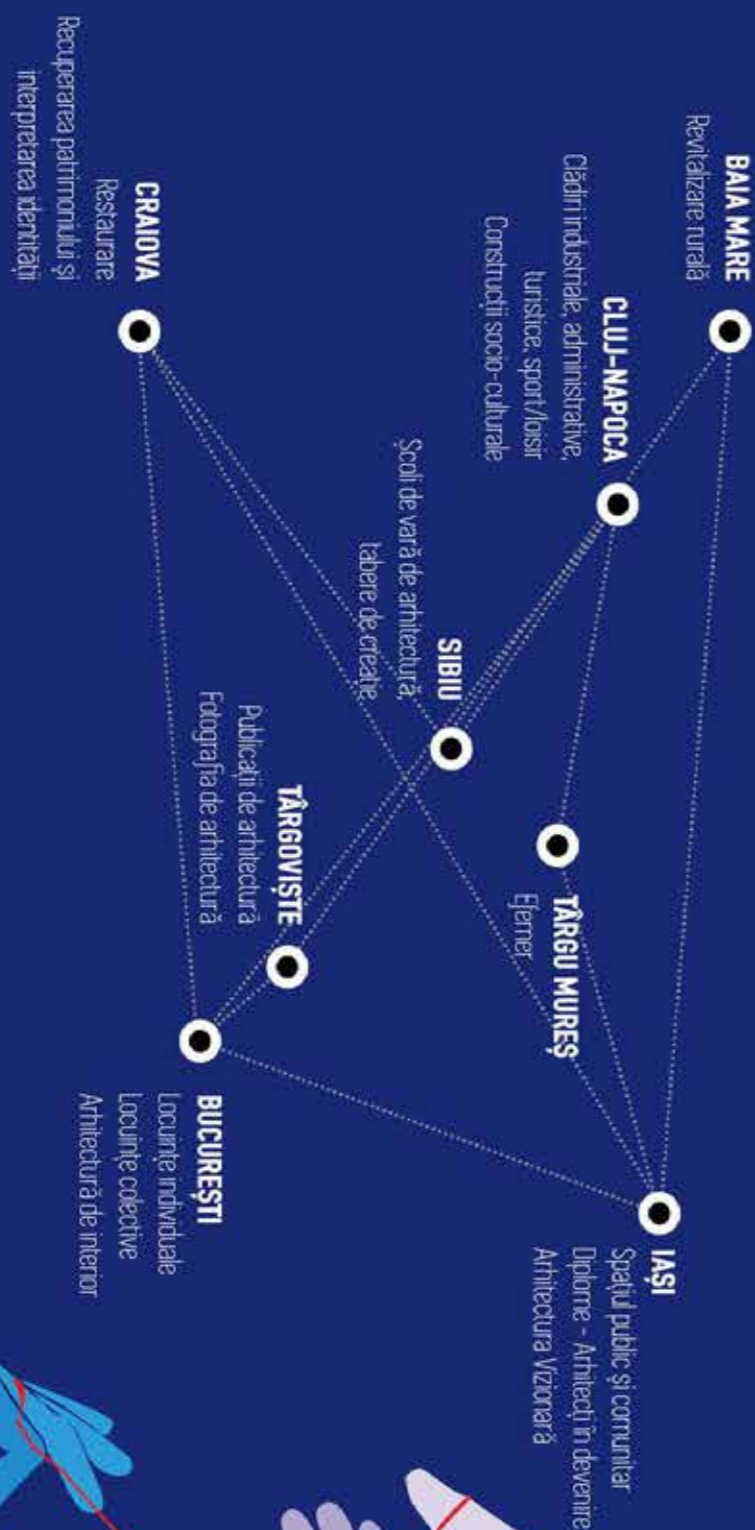 BAIA MARE
Revitalizare rurală
CLUJ-NAPOCA
Clădiri industriale, administrative,
turistice, sport/loisir
Construcții socio-culturale
IAȘI
Spațiul public și comunitar
Diplome - Arhitecți în devenire
Arhitectura Vizionară
TÂRGU MUREȘ
Efemer
SIBIU
Școli de vară de arhitectură,
tabere de creație
TÂRGOVIȘTE
Publicații de arhitectură
Fotografia de arhitectură
BUCUREȘTI
Locuințe individuale
Locuințe colective
Arhitectură de interior
CRAIOVA
Restaurare
Recuperarea patrimoniului și
interpretarea identității